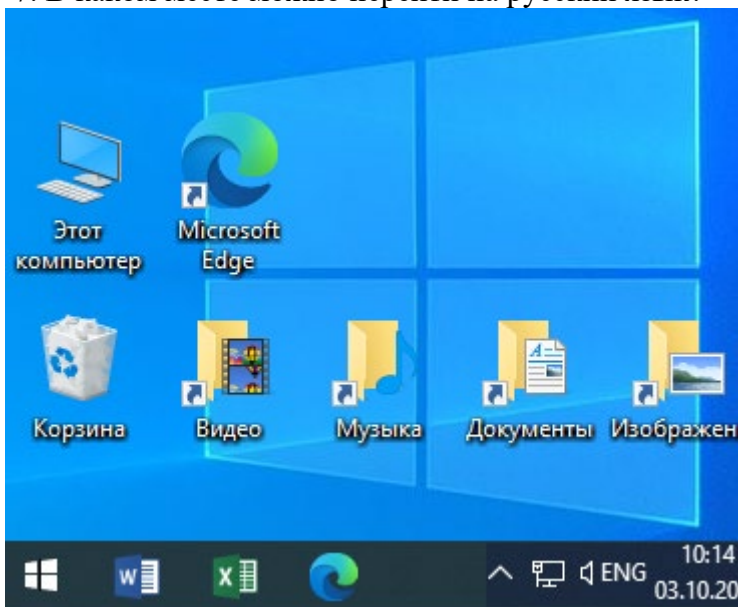 Этот компьютер
Microsoft Edge
Корзина
Видео
Музыка
Документы
Изображен
W
X
ENG
10:14
03.10.20